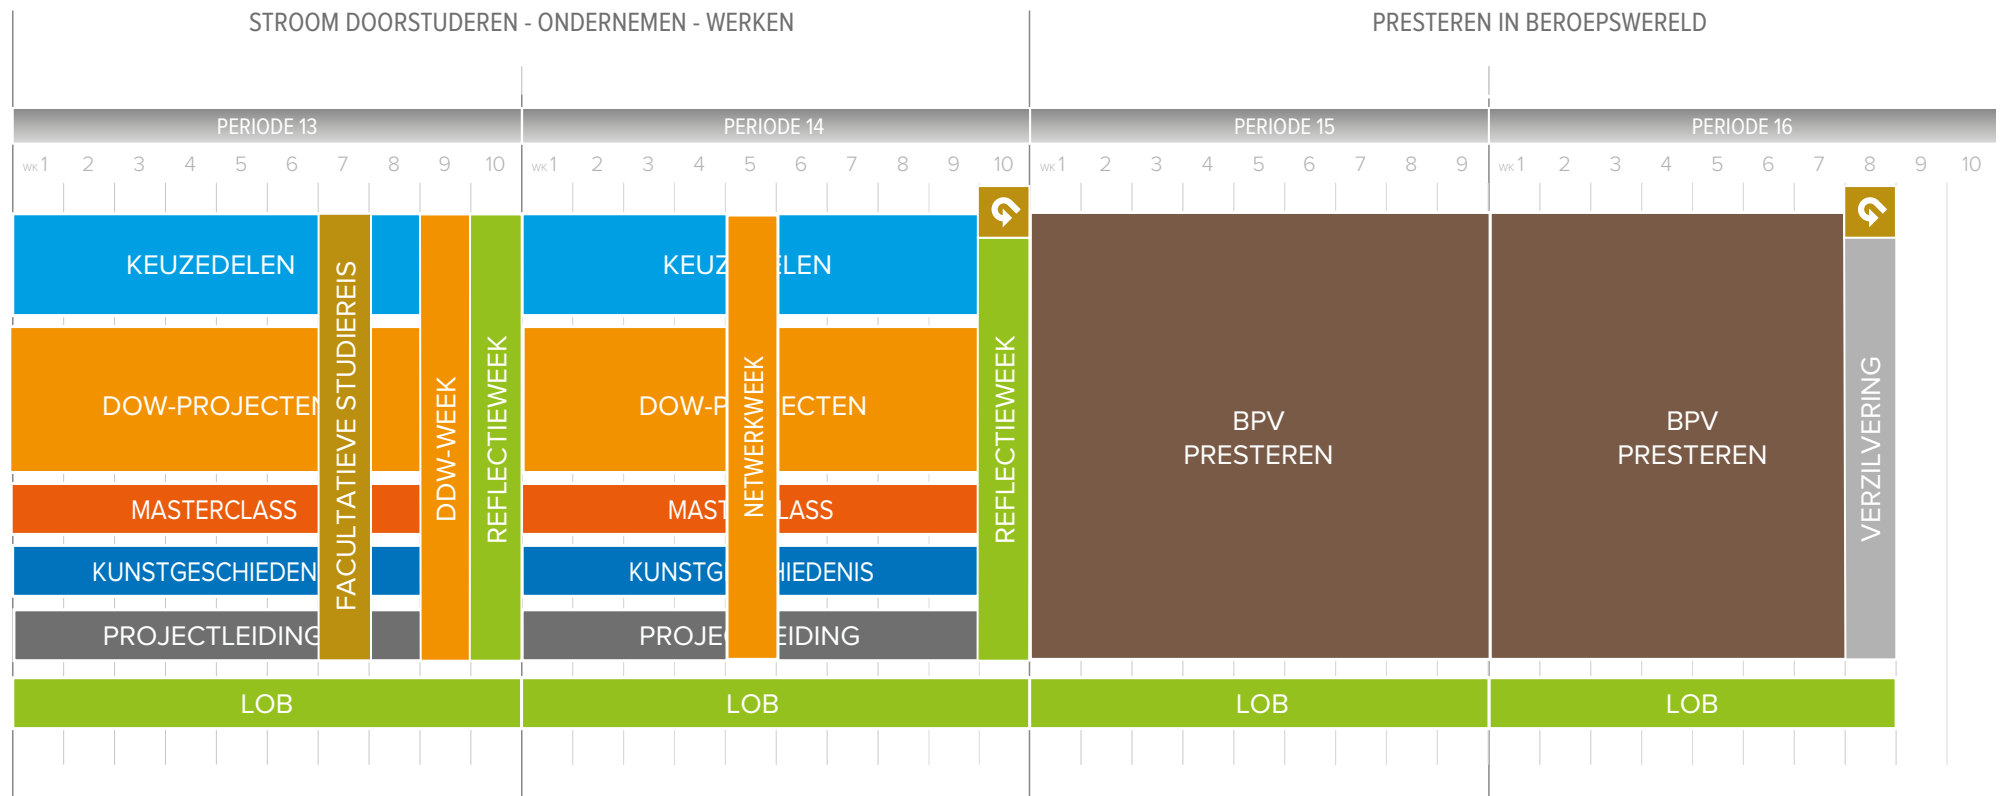 STROOM DOORSTUDEREN - ONDERNEMEN - WERKEN
PRESTEREN IN BEROEPSWERELD
PERIODE 13
PERIODE 14
PERIODE 15
PERIODE 16
WK 1 2 3 4 5 6 7 8 9 10
WK 1 2 3 4 5 6 7 8 9 10
WK 1 2 3 4 5 6 7 8 9
WK 1 2 3 4 5 6 7 8 9 10
KEUZEDELEN
DOW-PROJECTEN
MASTERCLASS
KUNSTGESCHIEDEN
PROJECTLEIDING
FACULTATIEVE STUDIEREIS
DDW-WEEK
REFLECTIEWEEK
KEUZ ELEN
DOW-P ECTEN
MAST LASS
KUNSTG HIEDENIS
PROJE EIDING
NETWERKWEEK
REFLECTIEWEEK
BPV
PRESTEREN
BPV
PRESTEREN
VERZILVERING
LOB
LOB
LOB
LOB